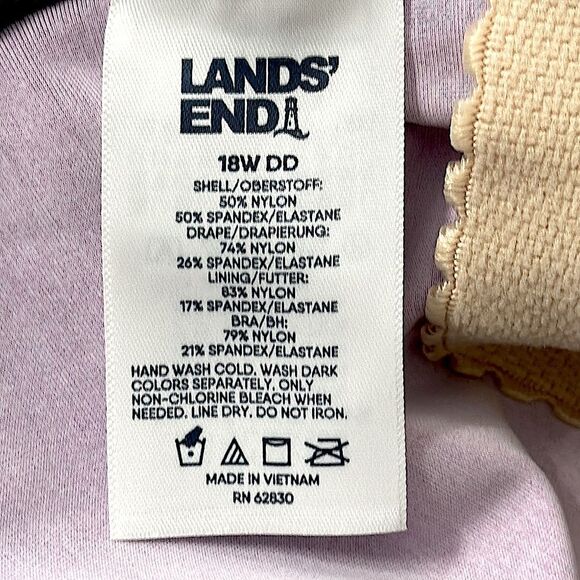 LANDS'
END
18W DD
SHELL/OBERSTOFF:
50% NYLON
50% SPANDEX/ELASTANE
DRAPE/DRAPIERUNG:
74% NYLON
26% SPANDEX/ELASTANE
LINING/FUTTER:
83% NYLON
17% SPANDEX/ELASTANE
BRA/BH:
79% NYLON
21% SPANDEX/ELASTANE
HAND WASH COLD. WASH DARK
COLORS SEPARATELY. ONLY
NON-CHLORINE BLEACH WHEN
NEEDED. LINE DRY. DO NOT IRON.
MADE IN VIETNAM
RN 62830